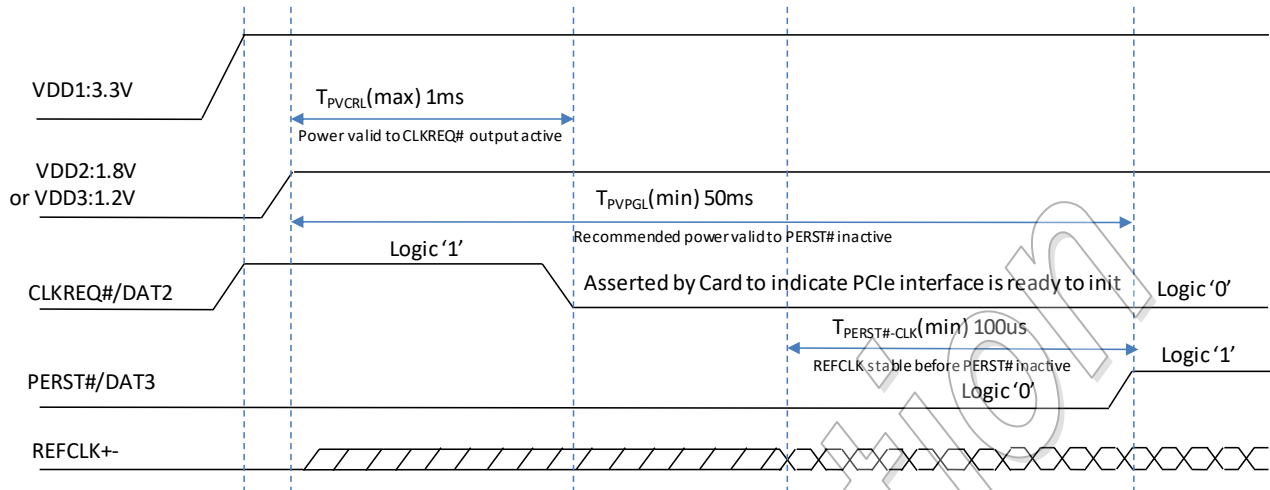 VDD1:3.3V
TPVCRL(max) 1ms
Power valid to CLKREQ# output active
VDD2:1.8V
or VDD3:1.2V
TPVPGL(min) 50ms
Recommended power valid to PERST# inactive
Logic ‘1’
CLKREQ#/DAT2
Asserted by Card to indicate PCIe interface is ready to init
Logic ‘0’
TPERST#-CLK(min) 100us
REFCLK stable before PERST# inactive
Logic ‘1’
PERST#/DAT3
Logic ‘0’
REFCLK+-
tion